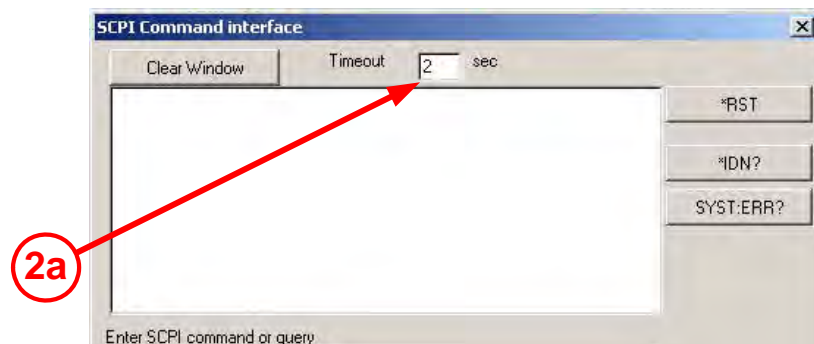 SCPI Command interface
Clear Window Timeout 2 sec
*RST
*IDN?
SYST:ERR?
2a
Enter SCPI command or query